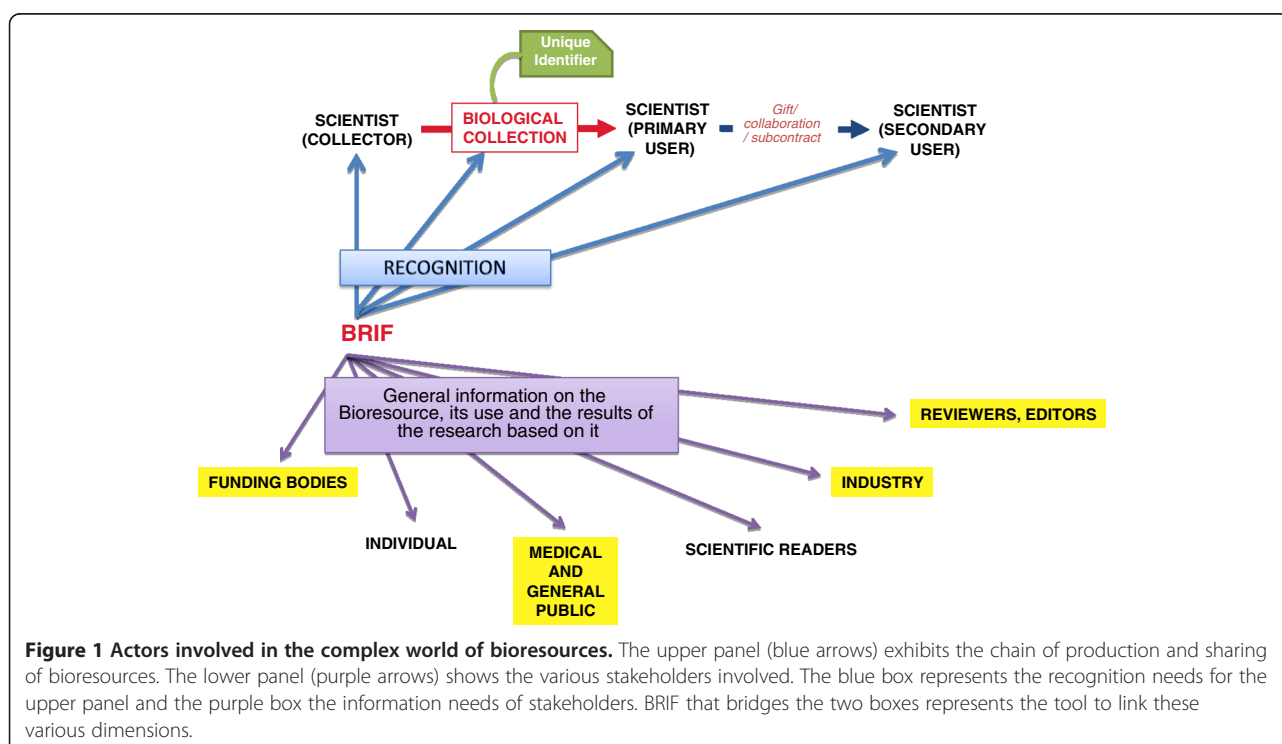 Unique
Identifier
SCIENTIST
(COLLECTOR)
BIOLOGICAL
COLLECTION
SCIENTIST
(PRIMARY
USER)
Gift/
collaboration
/ subcontract
SCIENTIST
(SECONDARY
USER)
RECOGNITION
BRIF
General information on the
Bioresource, its use and the results of
the research based on it
REVIEWERS, EDITORS
FUNDING BODIES
INDUSTRY
INDIVIDUAL
MEDICAL
AND
GENERAL
PUBLIC
SCIENTIFIC READERS
Figure 1 Actors involved in the complex world of bioresources. The upper panel (blue arrows) exhibits the chain of production and sharing
of bioresources. The lower panel (purple arrows) shows the various stakeholders involved. The blue box represents the recognition needs for the
upper panel and the purple box the information needs of stakeholders. BRIF that bridges the two boxes represents the tool to link these
various dimensions.